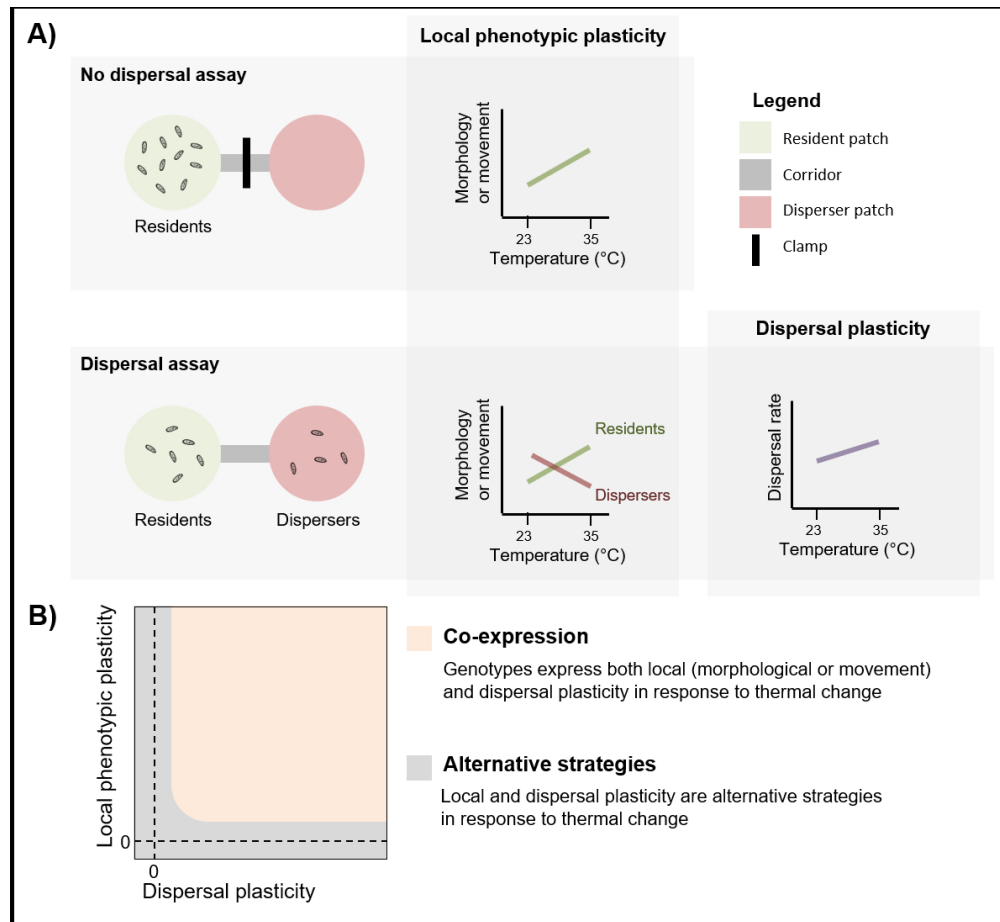 A)
Local phenotypic plasticity
No dispersal assay
Residents
Morphology
or movement
23
35
Temperature (°C)
Legend
Resident patch
Corridor
Disperser patch
Clamp
Dispersal plasticity
Dispersal assay
Residents
Dispersers
Morphology
or movement
Residents
Dispersers
23
35
Temperature (°C)
Dispersal rate
23
35
Temperature (°C)
B)
Local phenotypic plasticity
0
0
Dispersal plasticity
Co-expression
Genotypes express both local (morphological or movement)
and dispersal plasticity in response to thermal change
Alternative strategies
Local and dispersal plasticity are alternative strategies
in response to thermal change